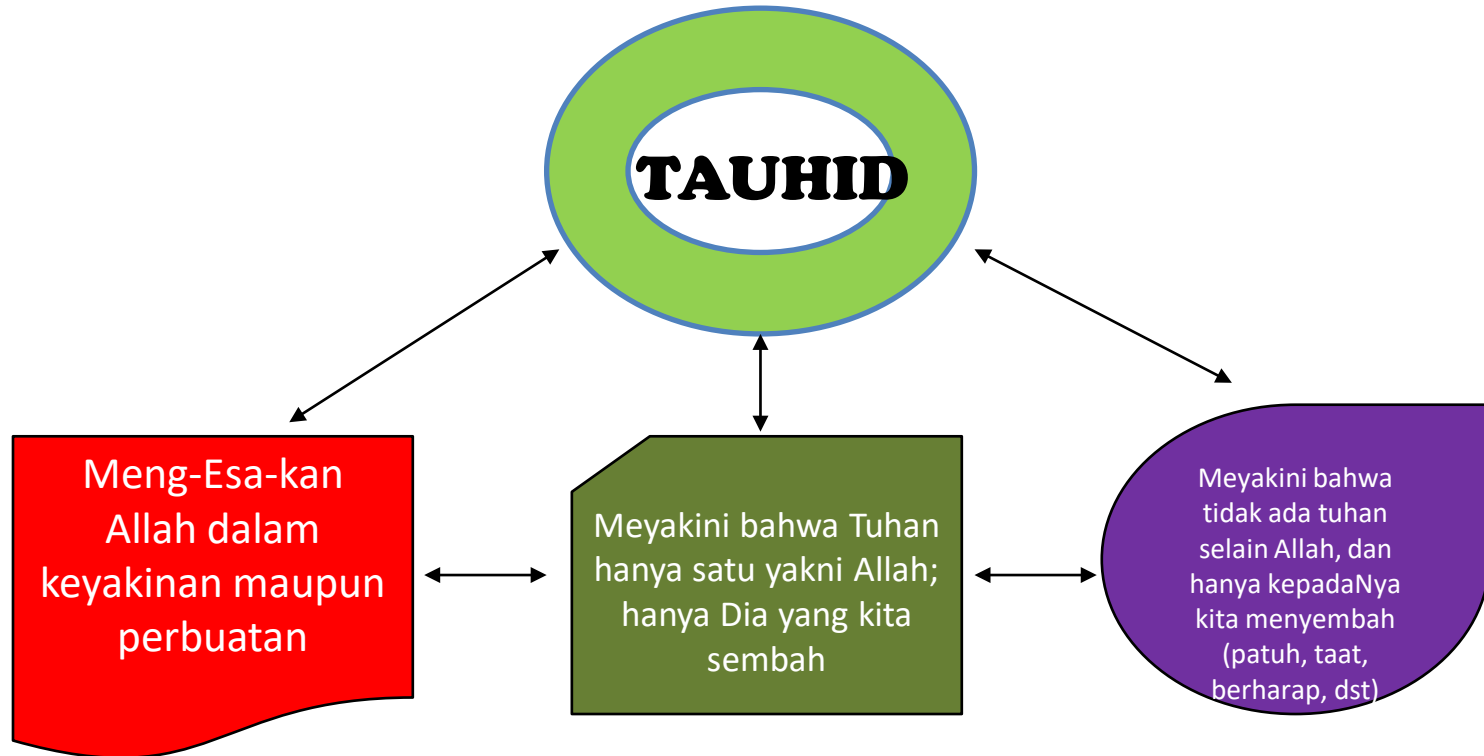 TAUHID
Meng-Esa-kan
Allah dalam
keyakinan maupun
perbuatan
Meyakini bahwa Tuhan
hanya satu yakni Allah;
hanya Dia yang kita
sembah
Meyakini bahwa
tidak ada tuhan
selain Allah, dan
hanya kepadaNya
kita menyembah
(patuh, taat,
berharap, dst)